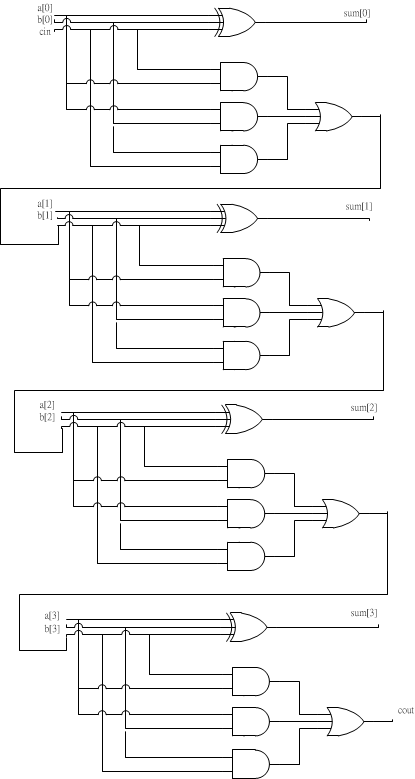 a[0]
b[0]
cin
sum[0]
a[1]
b[1]
sum[1]
a[2]
b[2]
sum[2]
a[3]
b[3]
sum[3]
cout